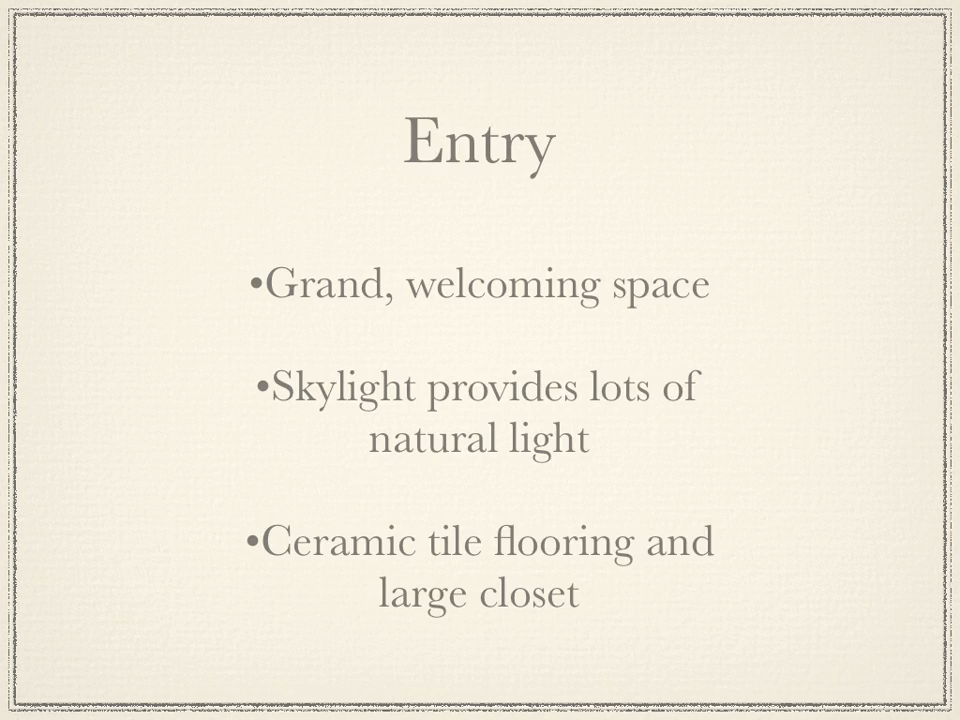 Entry
•Grand, welcoming space
•Skylight provides lots of
natural light
•Ceramic tile flooring and
large closet